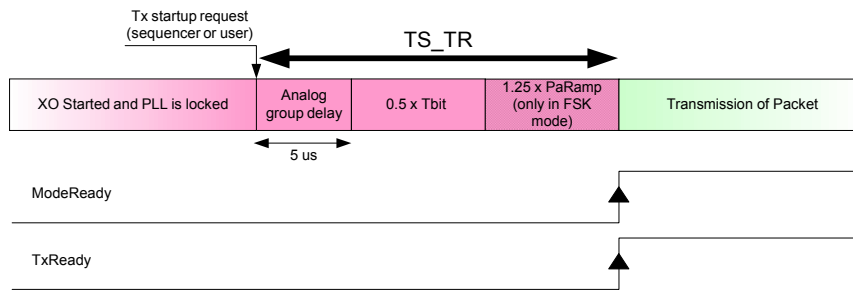 Tx startup request
(sequencer or user)
TS_TR
XO Started and PLL is locked
Analog
group delay
0.5 x Tbit
1.25 x PaRamp
(only in FSK
mode)
Transmission of Packet
5 us
ModeReady
TxReady